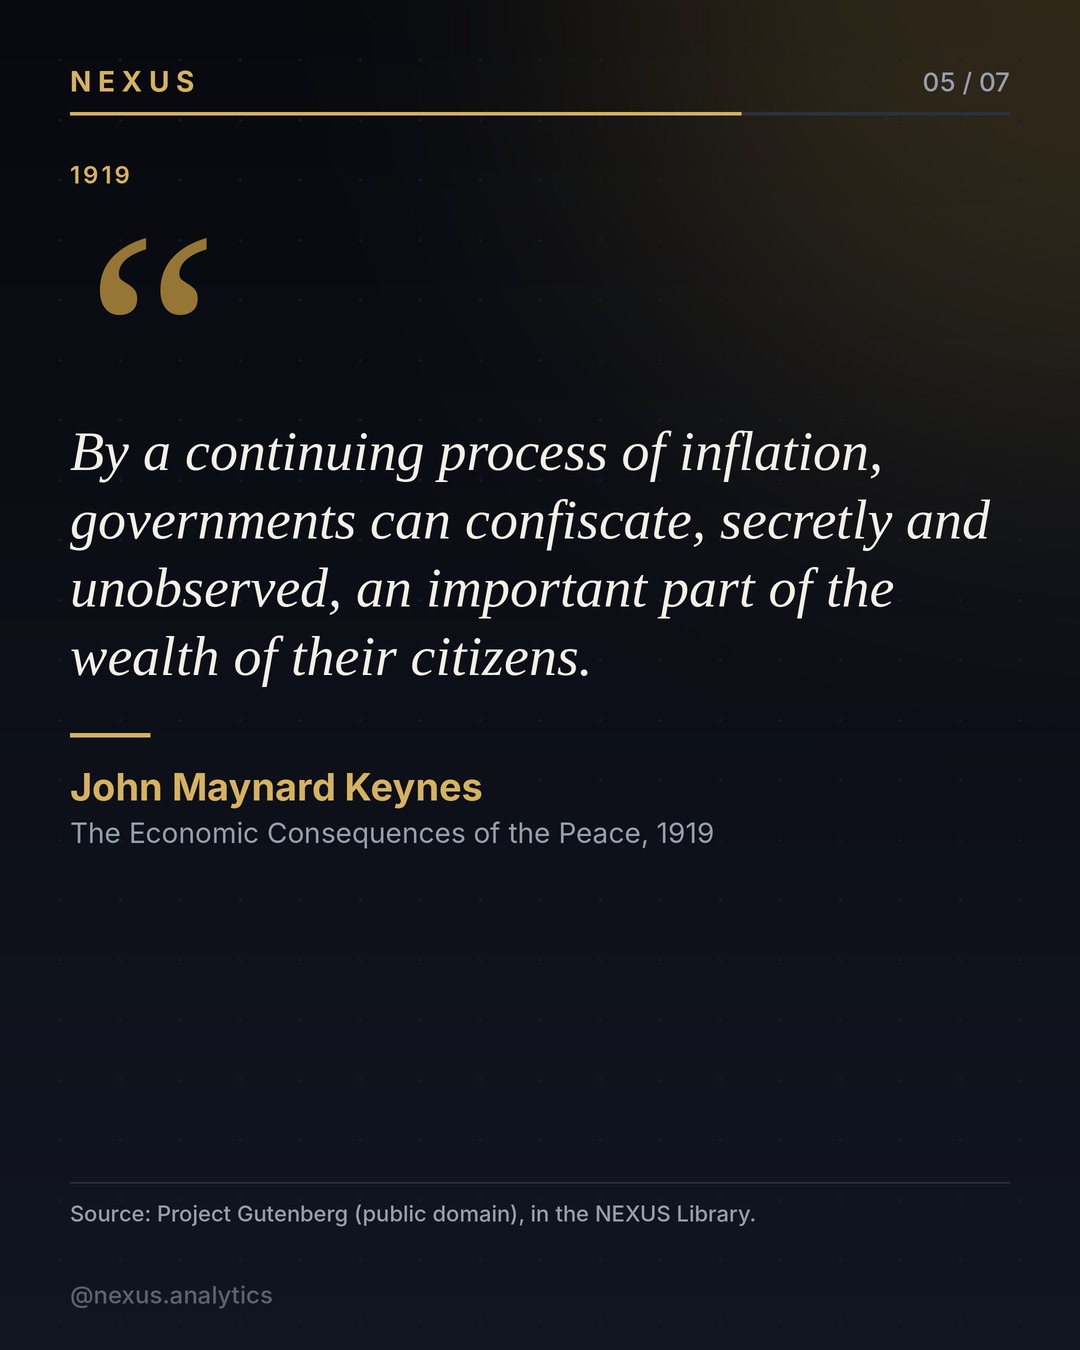 NEXUS
05 / 07
1919
“
By a continuing process of inflation,
governments can confiscate, secretly and
unobserved, an important part of the
wealth of their citizens.
John Maynard Keynes
The Economic Consequences of the Peace, 1919
Source: Project Gutenberg (public domain), in the NEXUS Library.
@nexus.analytics